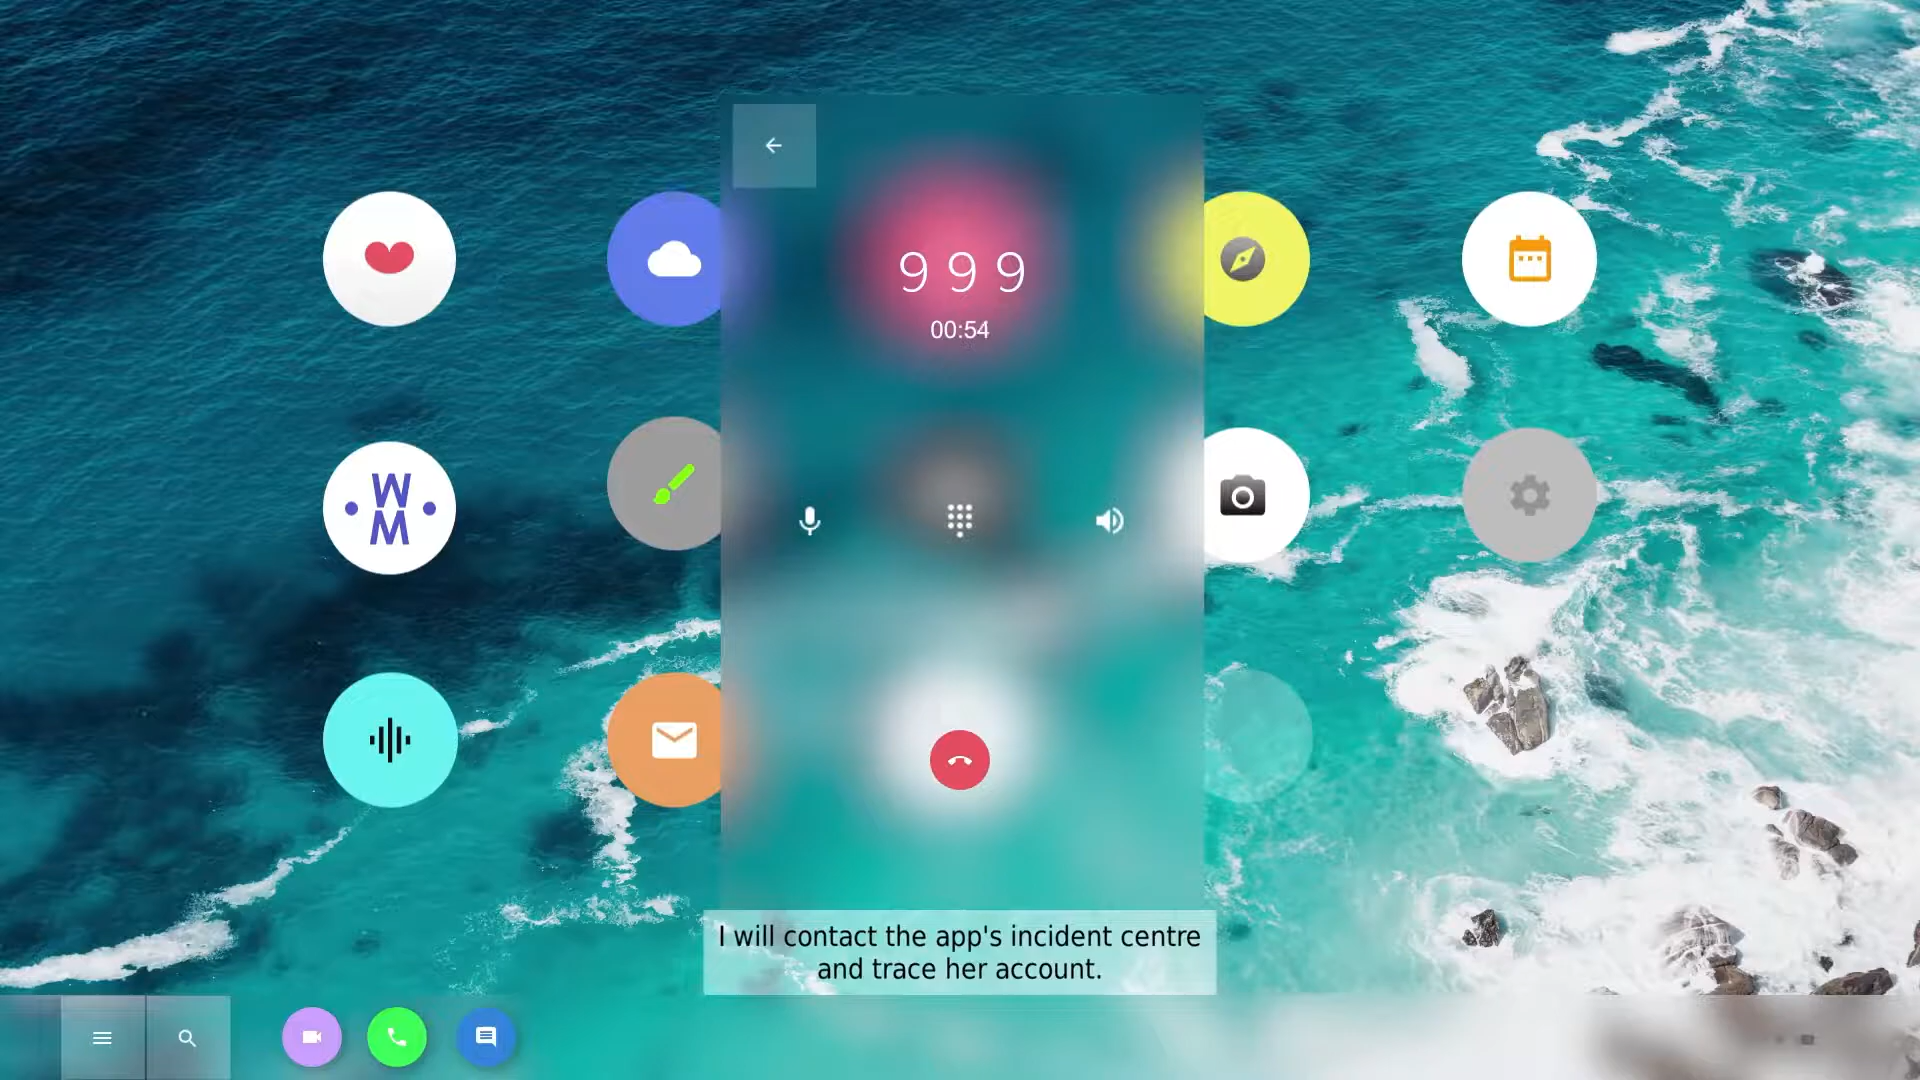 999
00:54
W
M
I will contact the app's incident centre
and trace her account.